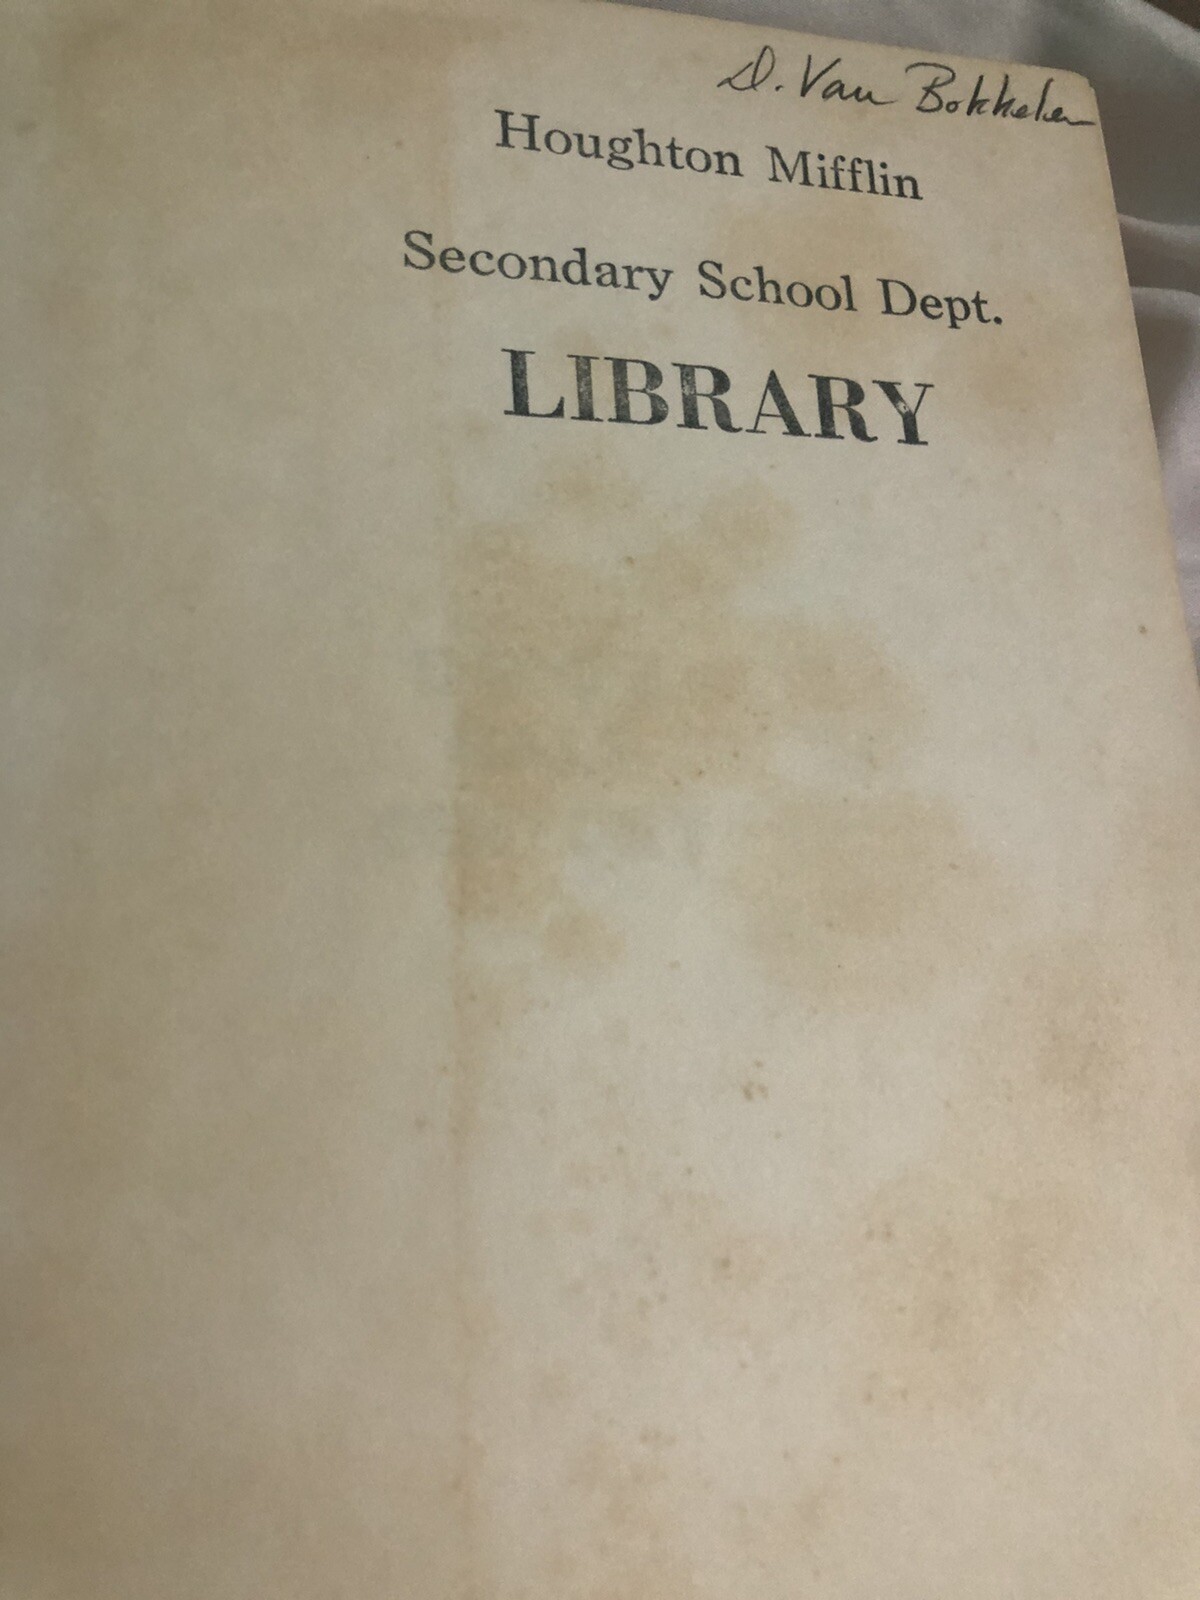 D. Van Bokkelen
Houghton Mifflin
Secondary School Dept.
LIBRARY